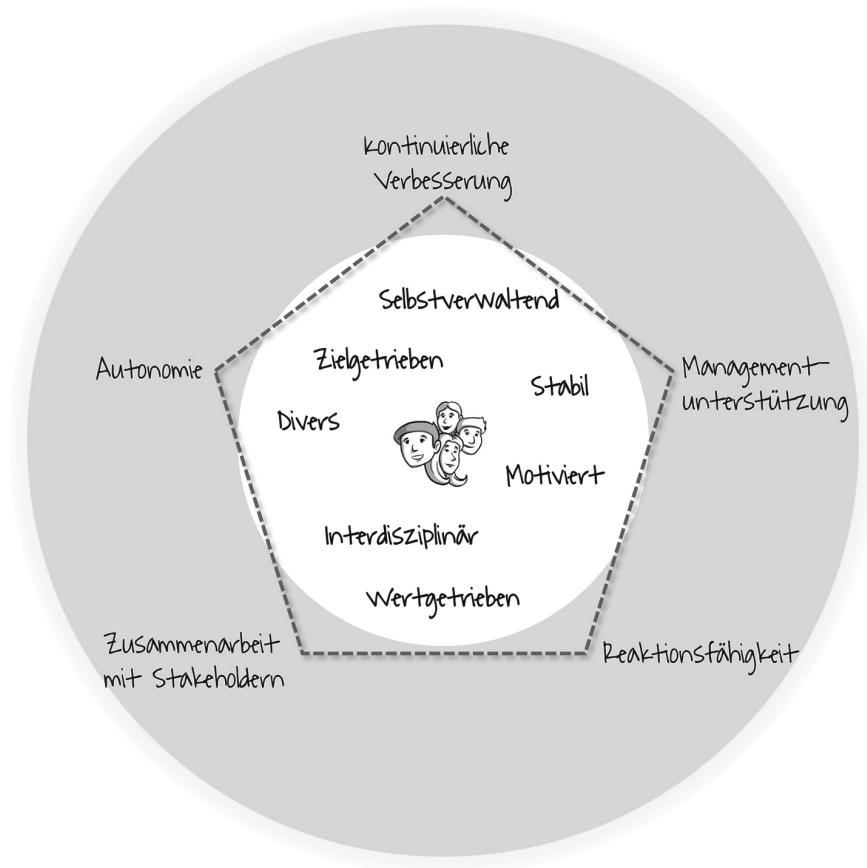 kontinuierliche
Verbesserung
Selbstverwaltend
Zielgetrieben
Autonomie
Management-
unterstützung
Stabil
Divers
Motiviert
Interdisziplinär
Wertgetrieben
Zusammenarbeit
mit Stakeholdern
Reaktionsfähigkeit